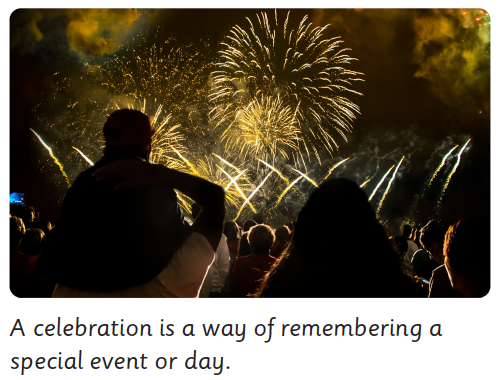 A celebration is a way of remembering a
special event or day.